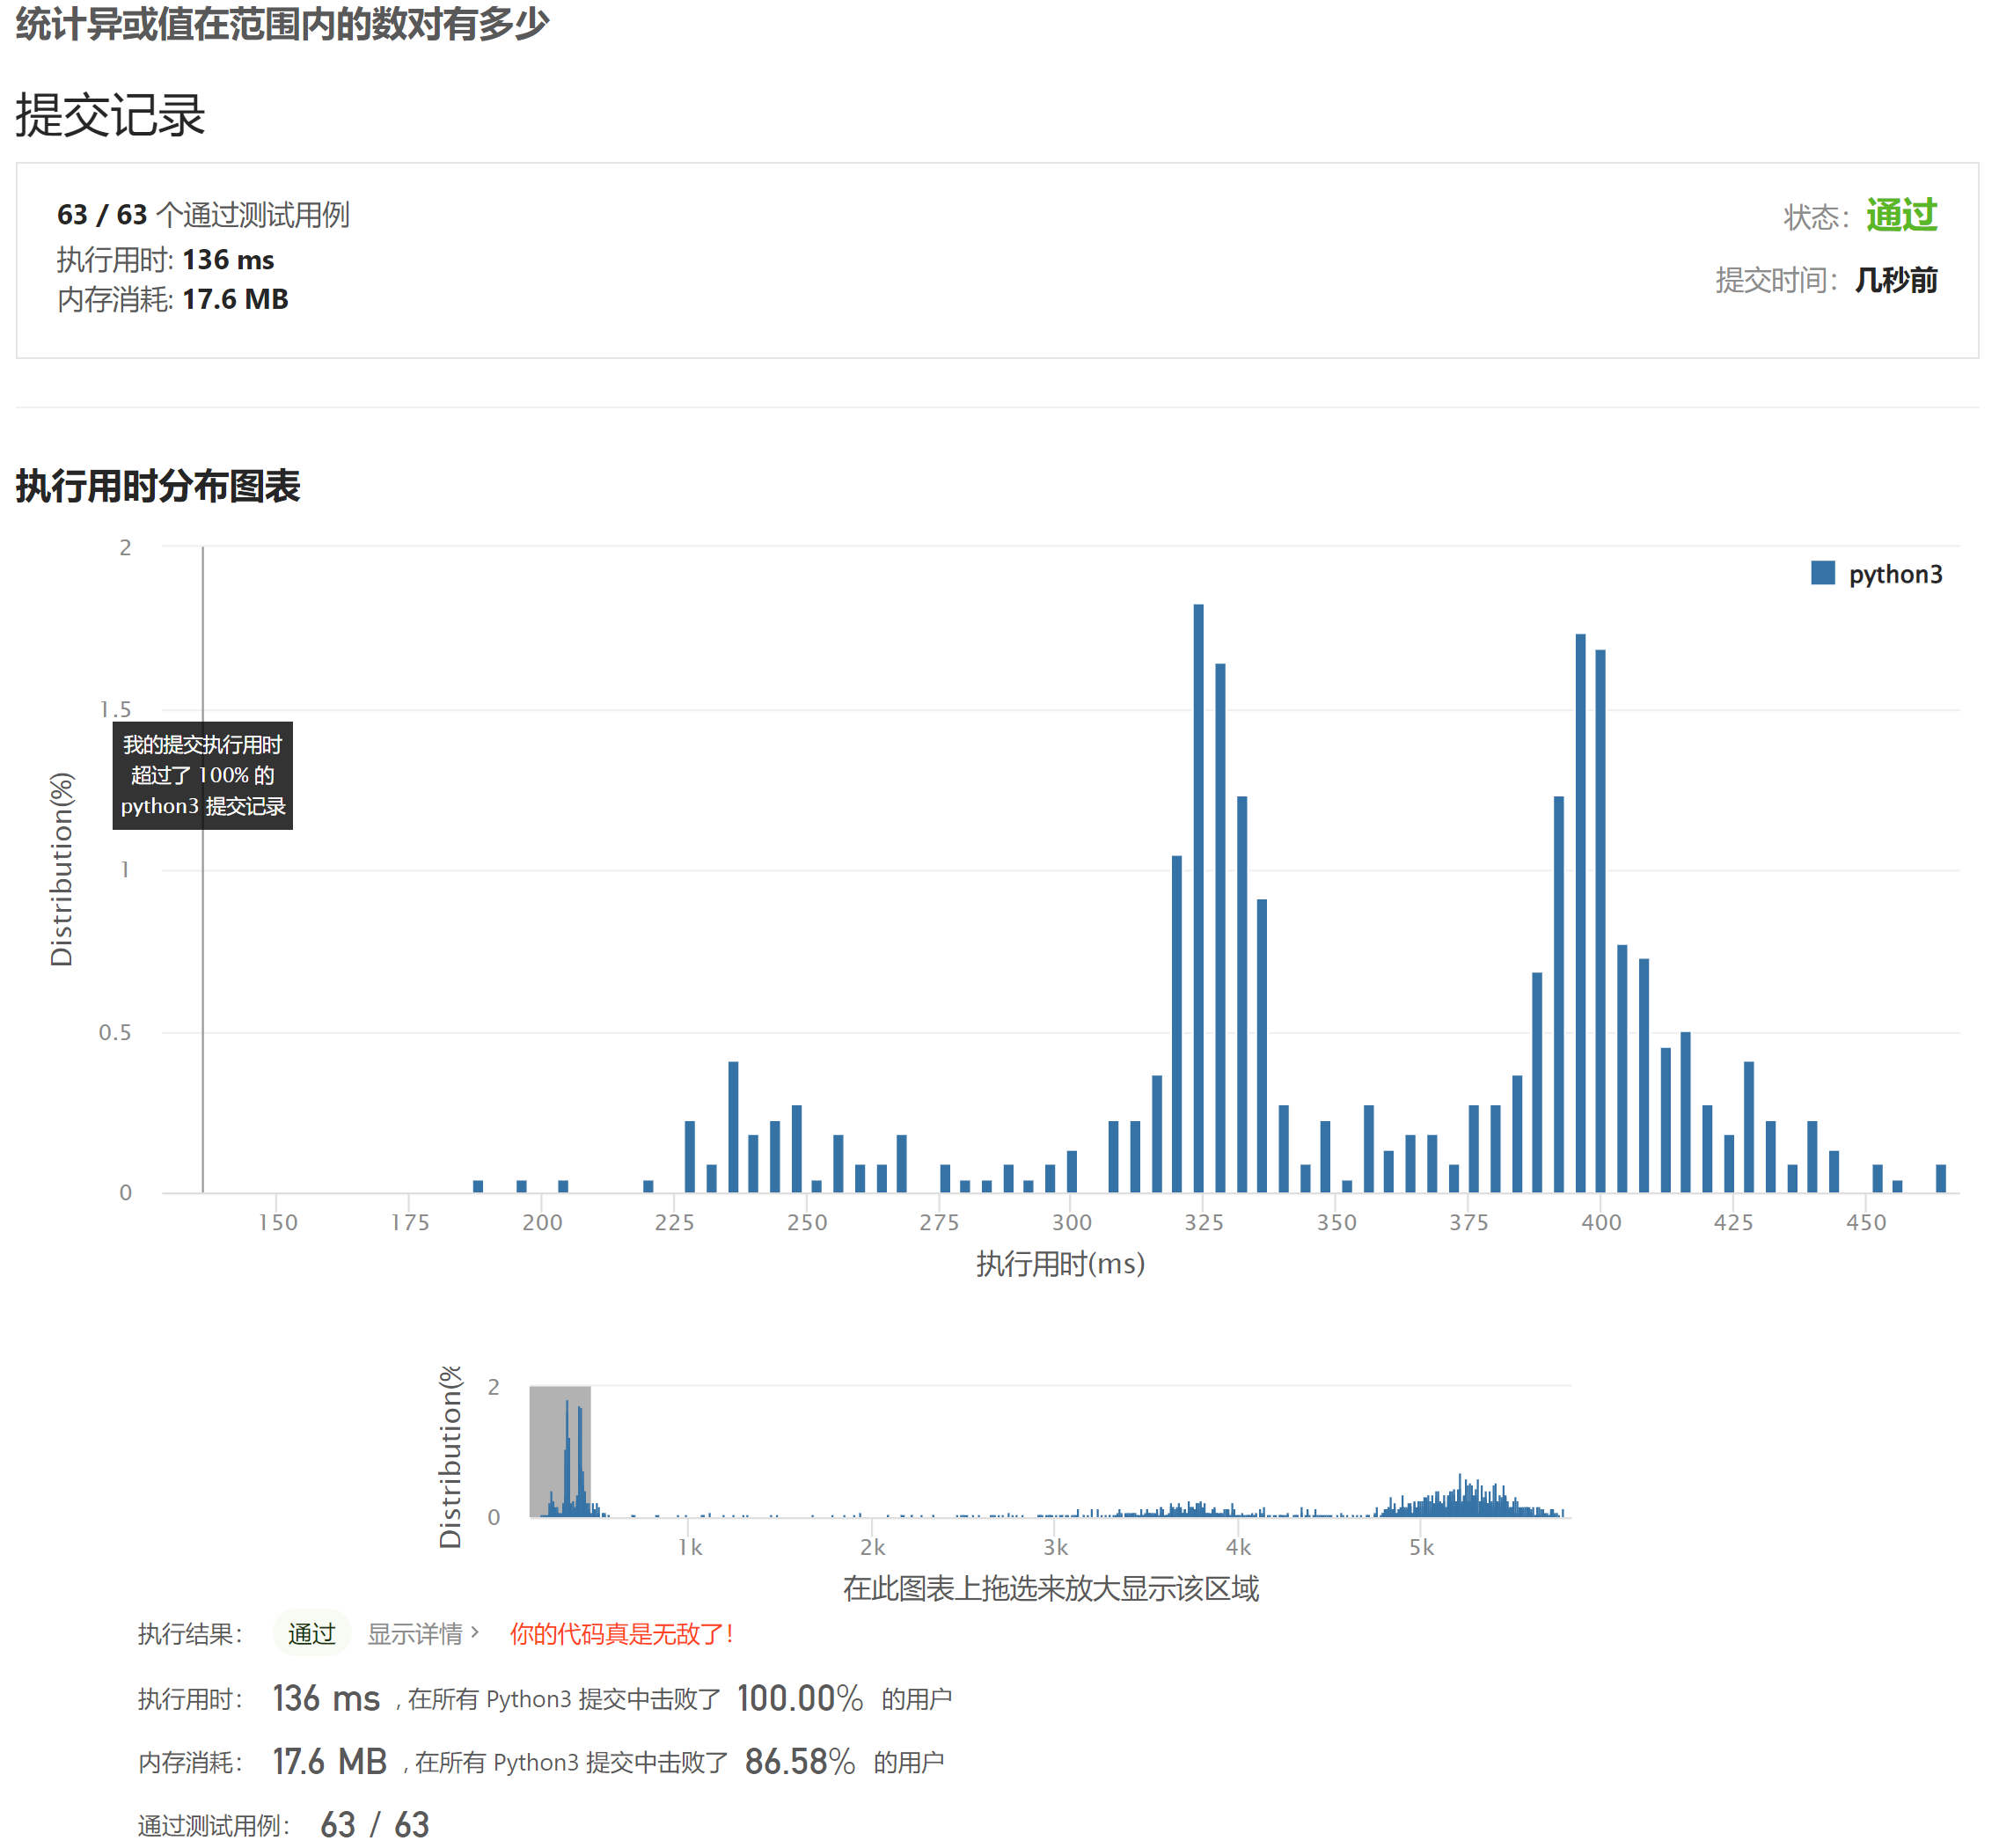 统计异或值在范围内的数对有多少
提交记录
63 / 63 个通过测试用例
状态：通过
执行用时: 136 ms
内存消耗: 17.6 MB
提交时间：几秒前
执行用时分布图表
python3
2
1.5
1
0.5
0
Distribution(%)
我的提交执行用时
超过了 100% 的
python3 提交记录
150 175 200 225 250 275 300 325 350 375 400 425 450
执行用时(ms)
2
0
Distribution(%
1k 2k 3k 4k 5k
在此图表上拖选来放大显示该区域
执行结果： 通过 显示详情 > 你的代码真是无敌了！
执行用时： 136 ms , 在所有 Python3 提交中击败了 100.00% 的用户
内存消耗： 17.6 MB , 在所有 Python3 提交中击败了 86.58% 的用户
通过测试用例： 63 / 63